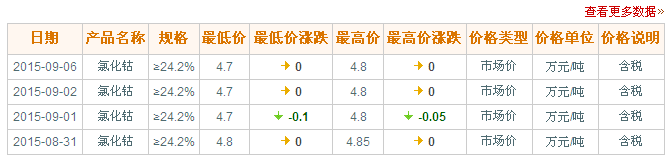 查看更多数据»
日期 产品名称 规格 最低价 最低价涨跌 最高价 最高价涨跌 价格类型 价格单位 价格说明
2015-09-06 氯化钴 ≥24.2% 4.7 0 4.8 0 市场价 万元/吨 含税
2015-09-02 氯化钴 ≥24.2% 4.7 0 4.8 0 市场价 万元/吨 含税
2015-09-01 氯化钴 ≥24.2% 4.7 -0.1 4.8 -0.05 市场价 万元/吨 含税
2015-08-31 氯化钴 ≥24.2% 4.8 0 4.85 0 市场价 万元/吨 含税